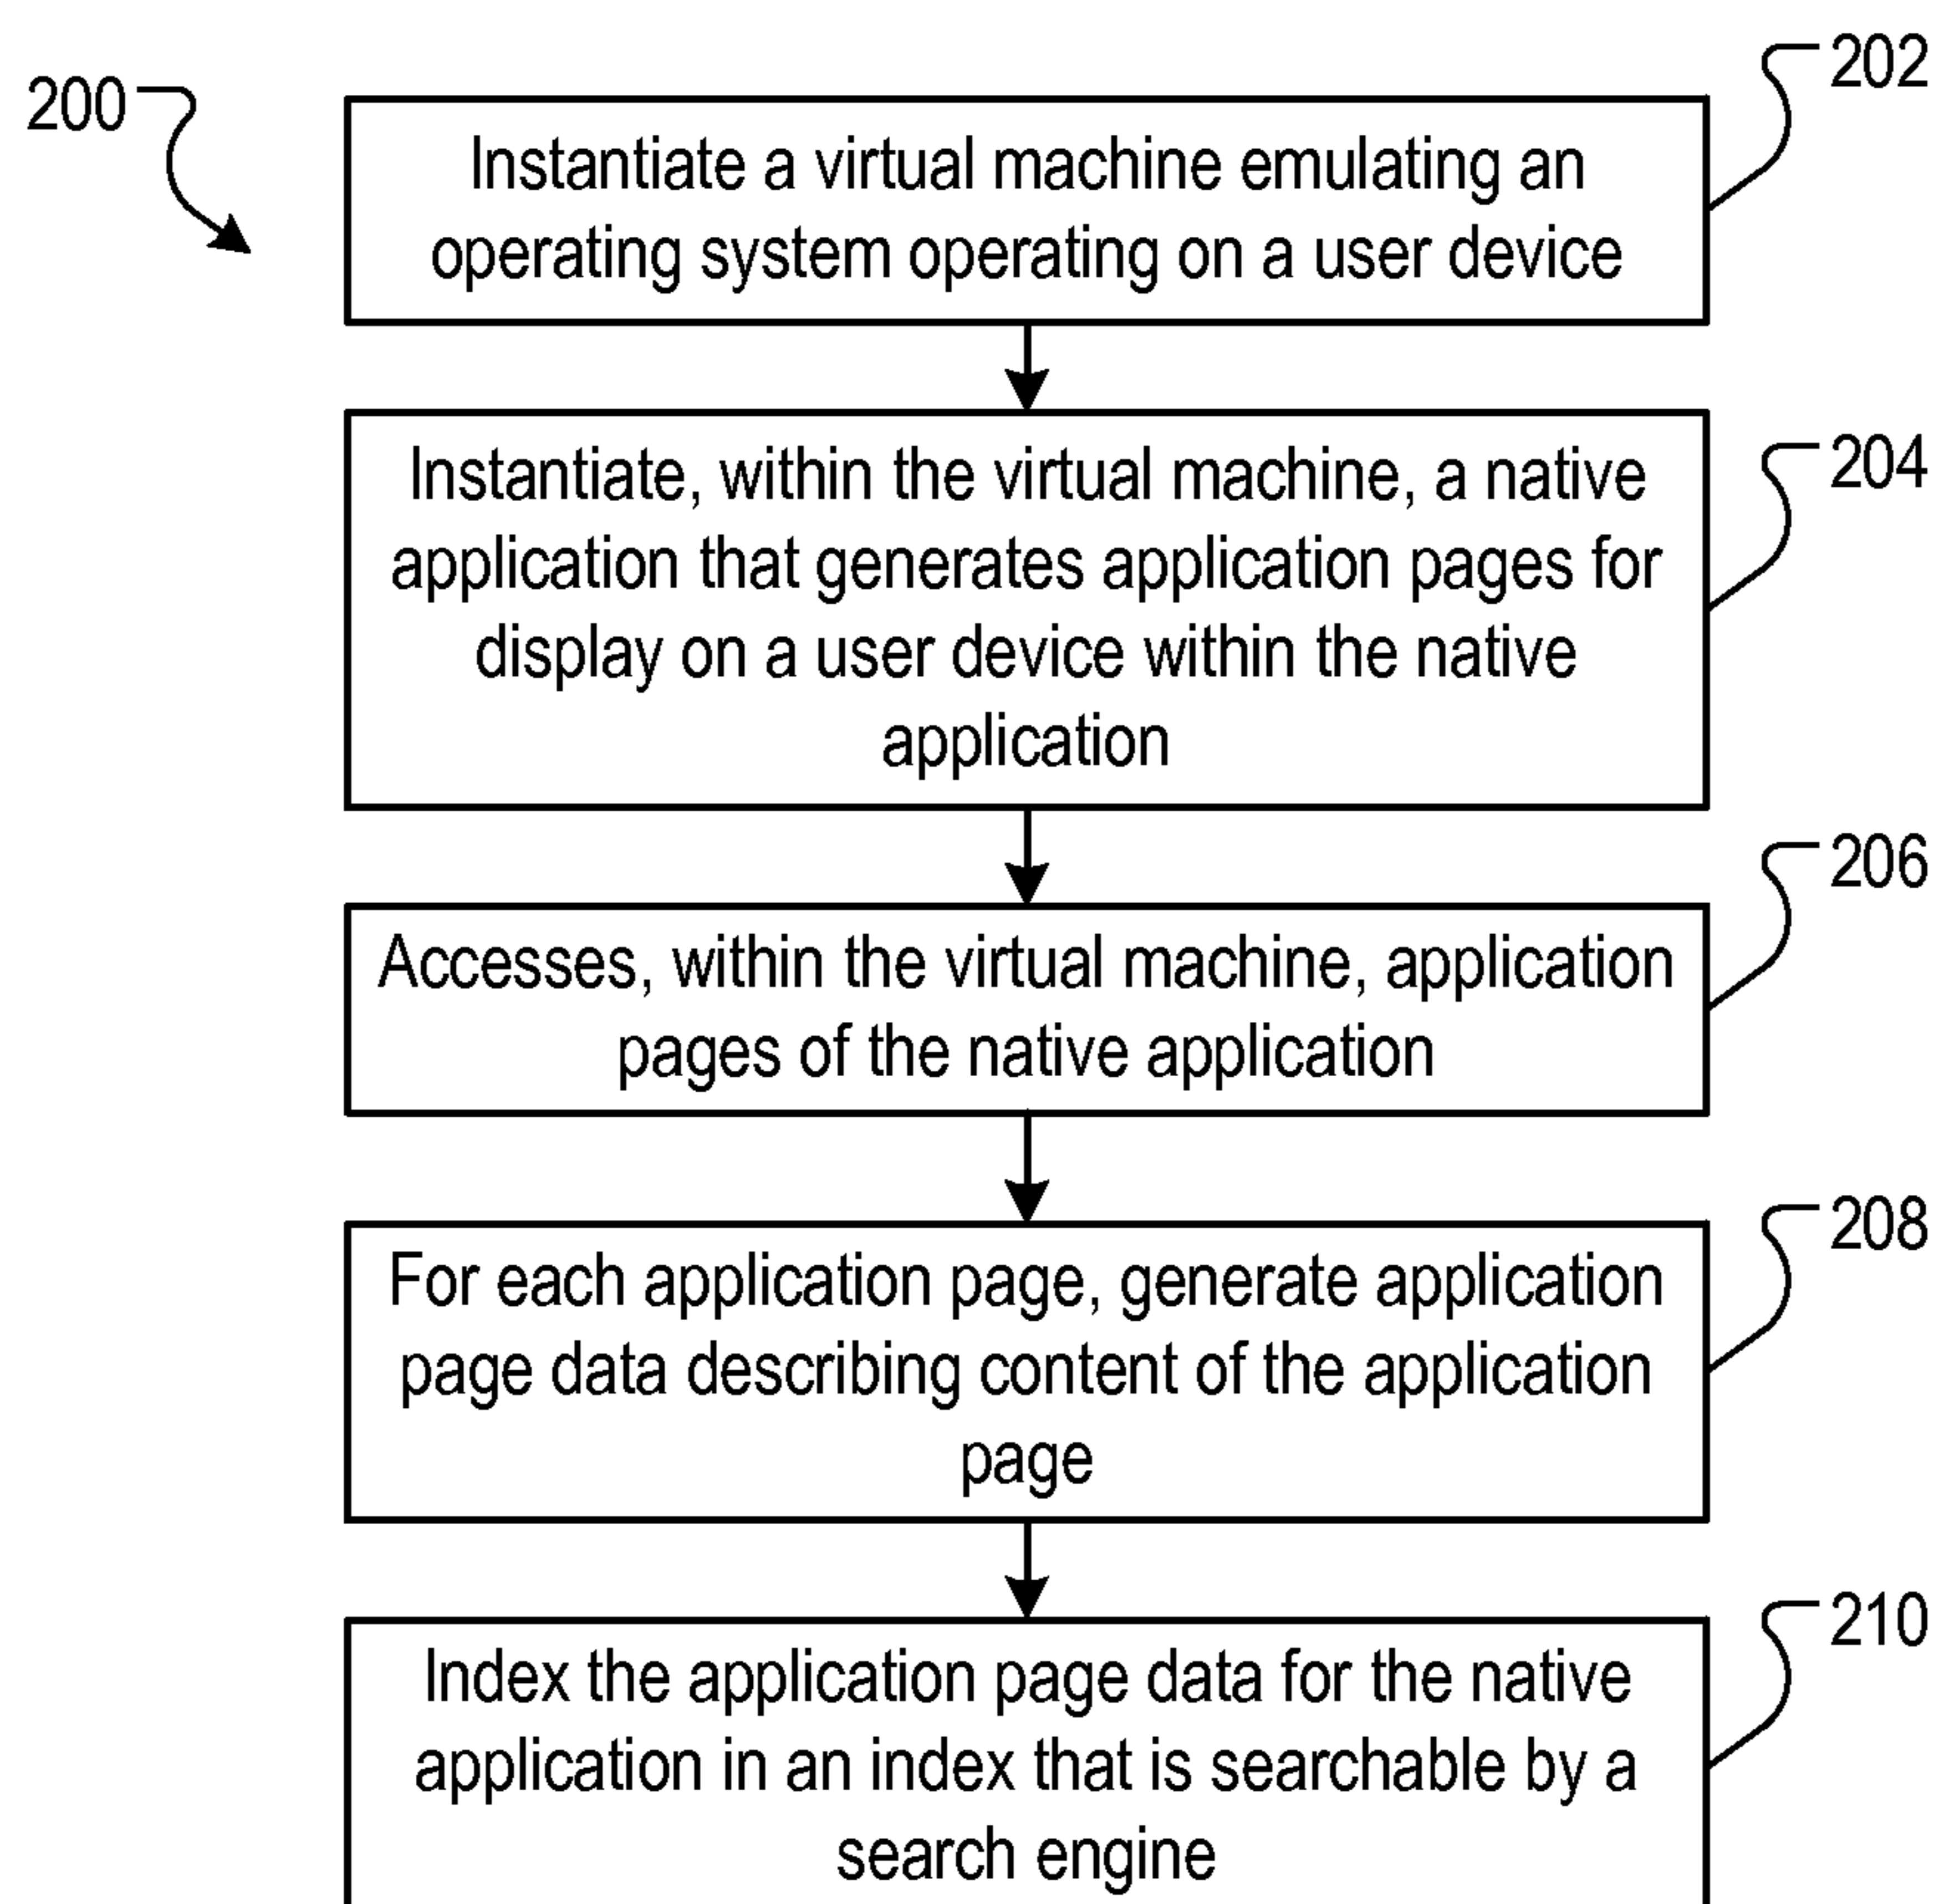 200
202
Instantiate a virtual machine emulating an
operating system operating on a user device
204
Instantiate, within the virtual machine, a native
application that generates application pages for
display on a user device within the native
application
206
Accesses, within the virtual machine, application
pages of the native application
208
For each application page, generate application
page data describing content of the application
page
210
Index the application page data for the native
application in an index that is searchable by a
search engine